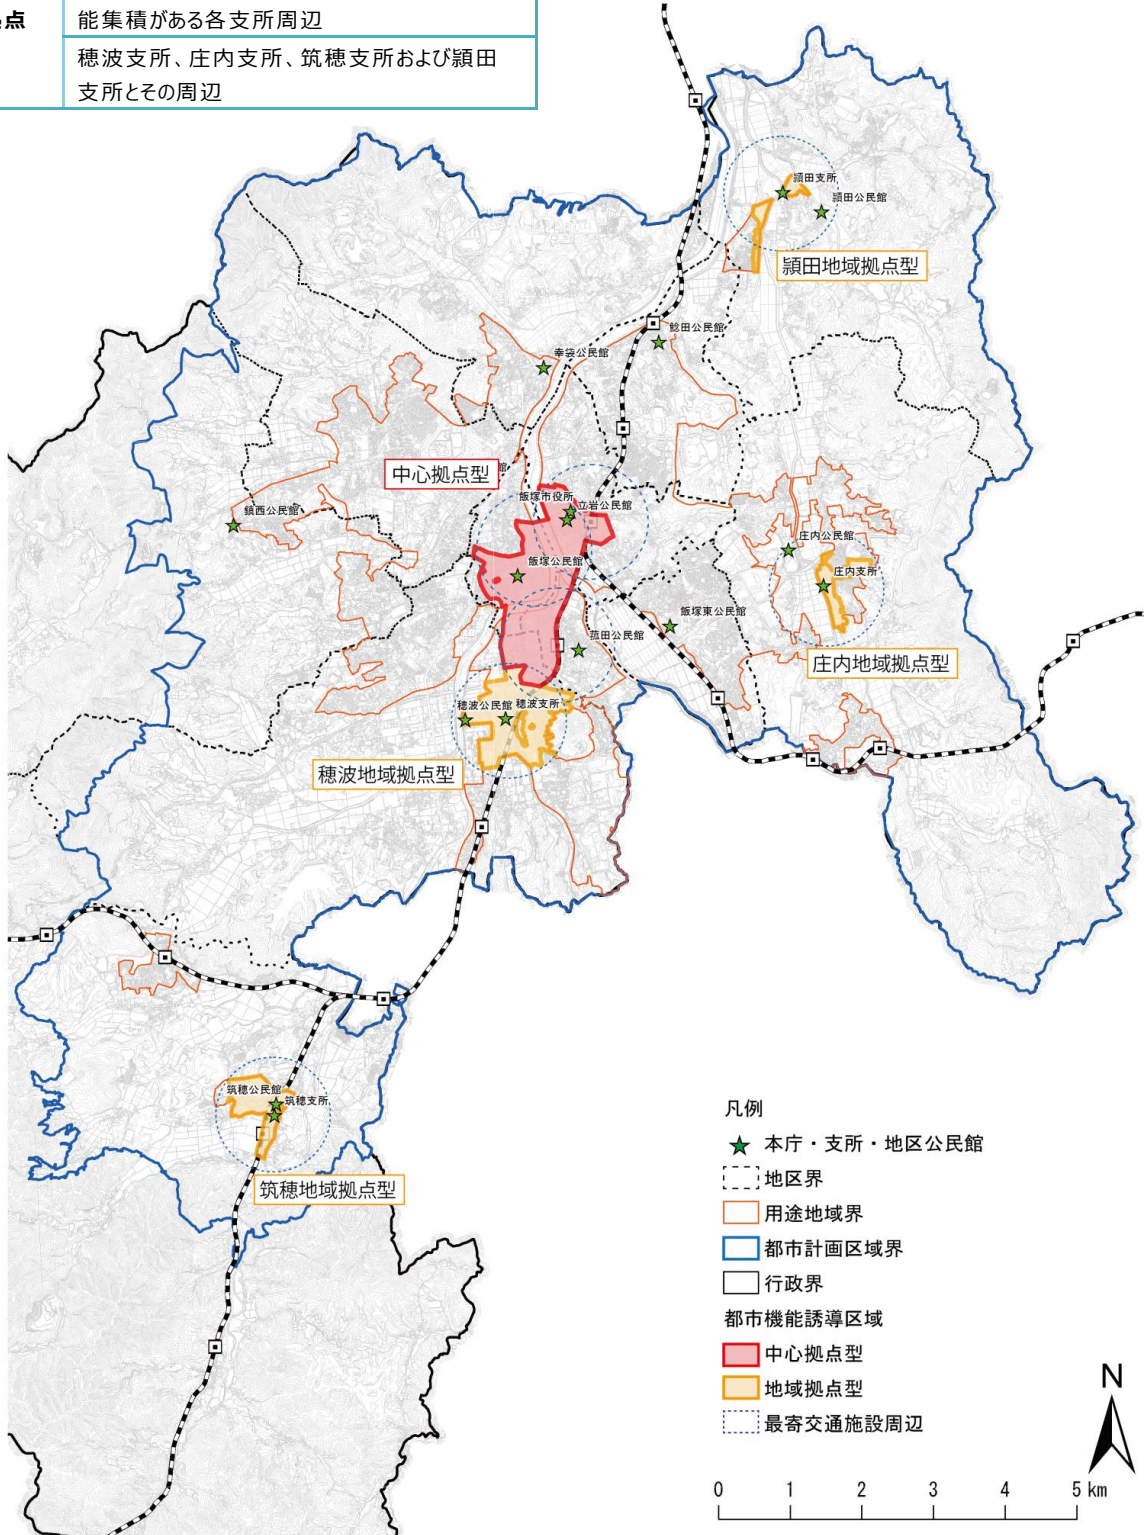 点
能集積がある各支所周辺
穂波支所、庄内支所、筑穂支所および頴田
支所とその周辺
頴田支所
頴田公民館
頴田地域拠点型
鯰田公民館
幸袋公民館
中心拠点型
館
飯塚市役所
立岩公民館
鎮西公民館
庄内公民館
飯塚公民館
庄内支所
飯塚東公民館
菰田公民館
庄内地域拠点型
穂波公民館
穂波支所
穂波地域拠点型
筑穂公民館
筑穂支所
筑穂地域拠点型
凡例
本庁・支所・地区公民館
地区界
用途地域界
都市計画区域界
行政界
都市機能誘導区域
中心拠点型
地域拠点型
最寄交通施設周辺
N
0 1 2 3 4 5 km